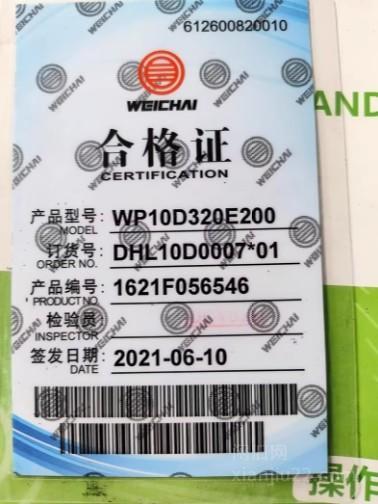 612600820010
WEICHAI
合格证
CERTIFICATION
产品型号: WP10D320E200
MODEL
订货号: DHL10D0007*01
ORDER NO.
产品编号: 1621F056546
PRODUCT NO.
检验员:
INSPECTOR
签发日期: 2021-06-10
DATE
AND
操作